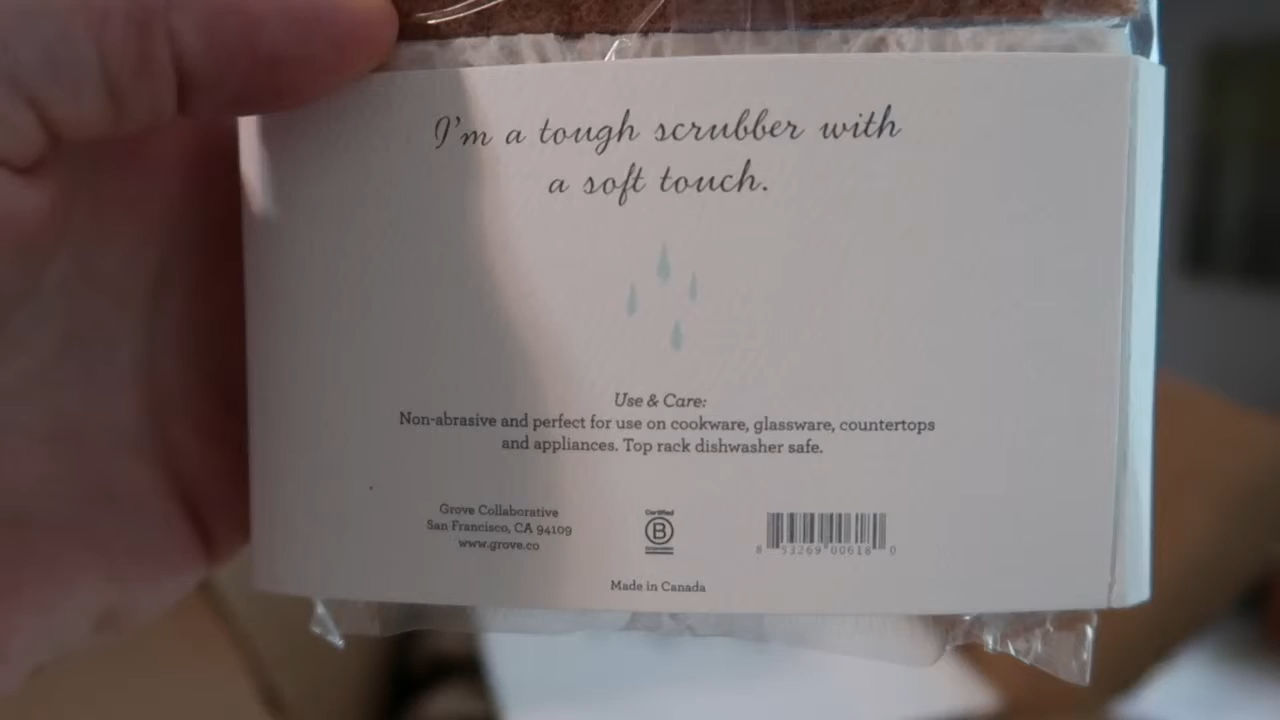 I'm a tough scrubber with
a soft touch.
Use & Care:
Non-abrasive and perfect for use on cookware, glassware, countertops
and appliances. Top rack dishwasher safe.
Grove Collaborative
San Francisco, CA 94109
www.grove.co
Certified
B
Corporation
8 53269 00618 0
Made in Canada